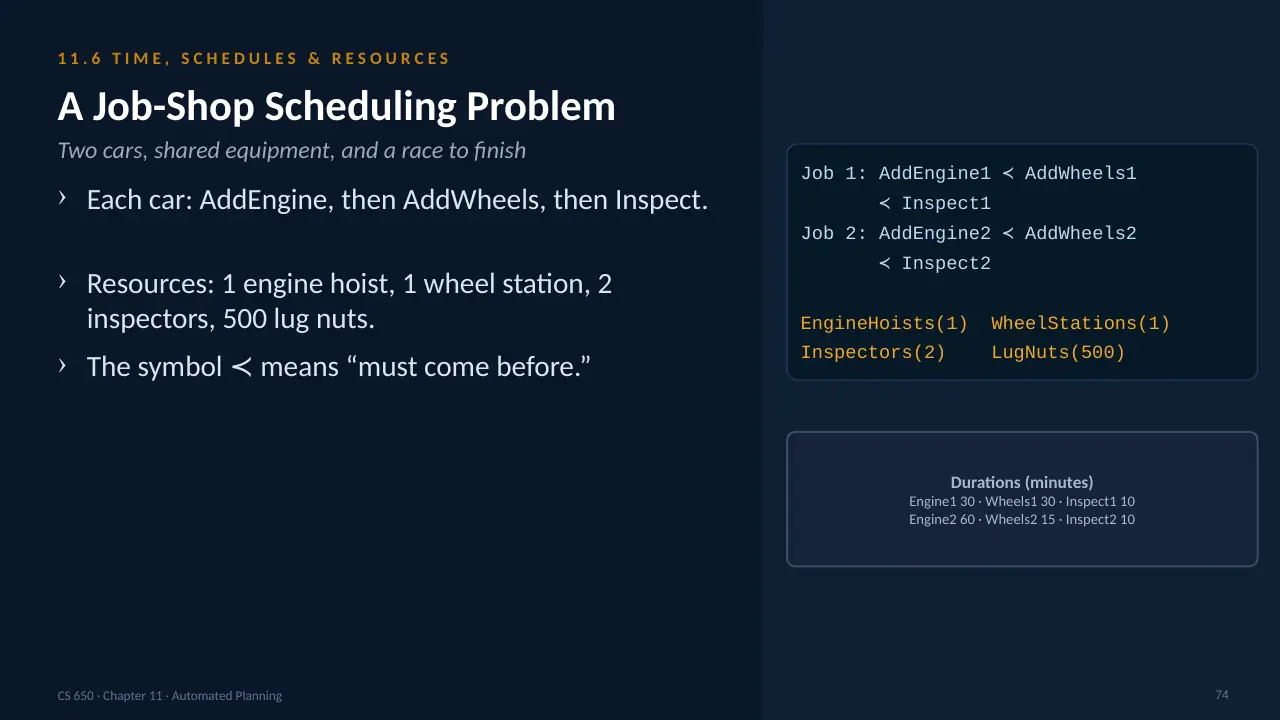 11.6 TIME, SCHEDULES & RESOURCES
A Job-Shop Scheduling Problem
Two cars, shared equipment, and a race to finish
› Each car: AddEngine, then AddWheels, then Inspect.
› Resources: 1 engine hoist, 1 wheel station, 2
inspectors, 500 lug nuts.
› The symbol ≺ means “must come before.”
Job 1: AddEngine1 ≺ AddWheels1
≺ Inspect1
Job 2: AddEngine2 ≺ AddWheels2
≺ Inspect2
EngineHoists(1)  WheelStations(1)
Inspectors(2)    LugNuts(500)
Durations (minutes)
Engine1 30 · Wheels1 30 · Inspect1 10
Engine2 60 · Wheels2 15 · Inspect2 10
CS 650 · Chapter 11 · Automated Planning
74